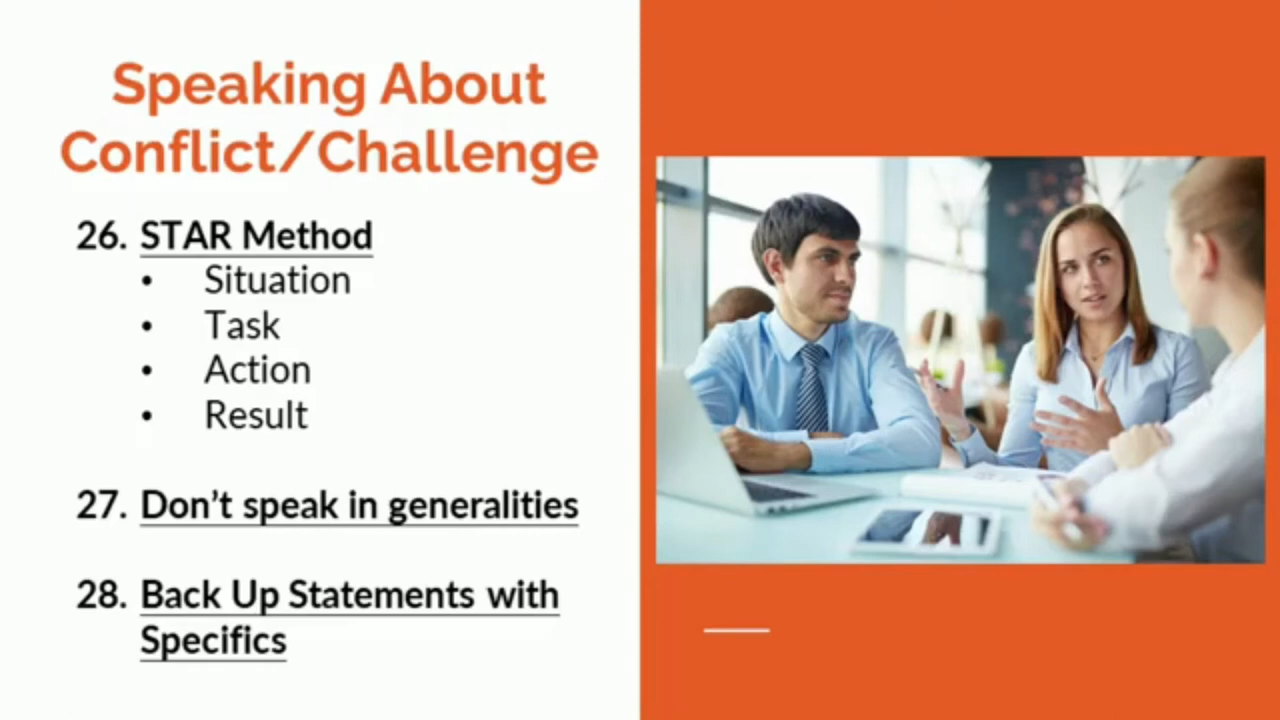 Speaking About
Conflict/Challenge
26. STAR Method
• Situation
• Task
• Action
• Result
27. Don’t speak in generalities
28. Back Up Statements with
Specifics